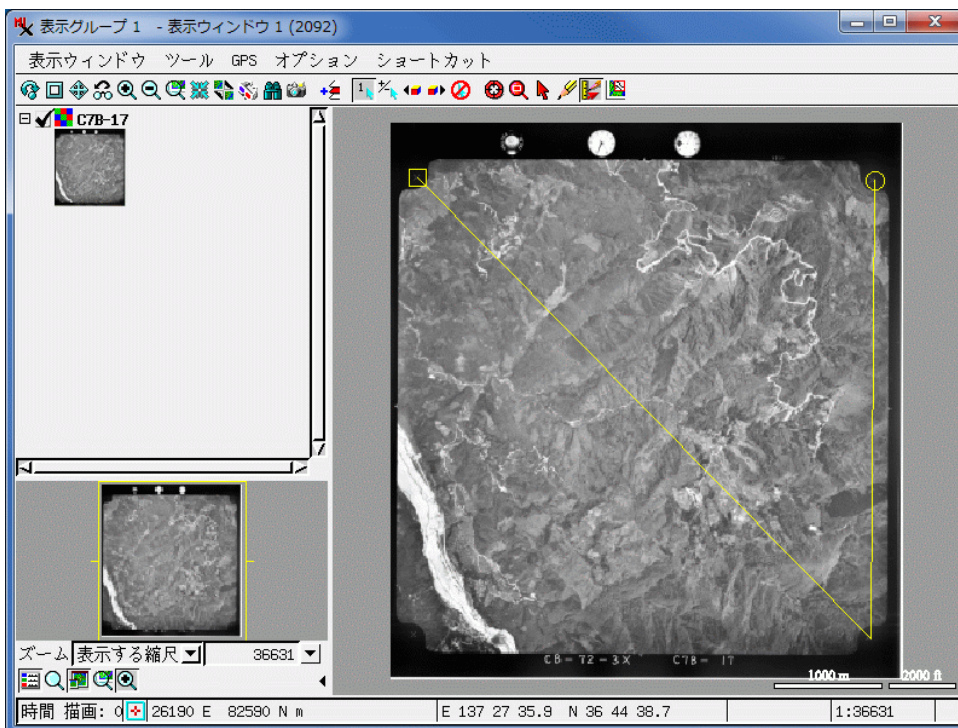 表示グループ 1 - 表示ウィンドウ 1 (2092)
表示ウィンドウ ツール GPS オプション ショートカット
C7B-17
CB-72-3X C7B-17
1000 m 2000 ft
ズーム 表示する縮尺 36631
時間 描画: 0 26190 E 82590 N m E 137 27 35.9 N 36 44 38.7 1:36631